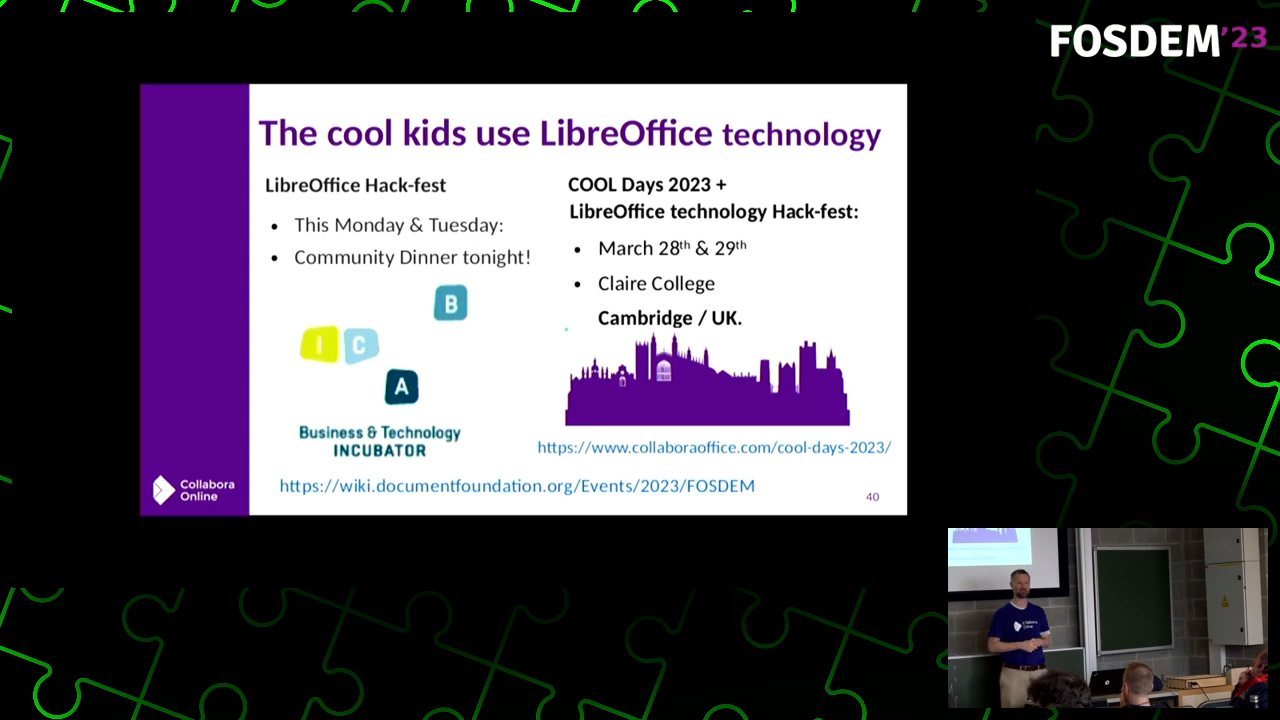 FOSDEM'23
The cool kids use LibreOffice technology
LibreOffice Hack-fest
• This Monday & Tuesday:
• Community Dinner tonight!
B
I C
A
Business & Technology
INCUBATOR
COOL Days 2023 +
LibreOffice technology Hack-fest:
• March 28th & 29th
• Claire College
Cambridge / UK.
https://www.collaboraoffice.com/cool-days-2023/
https://wiki.documentfoundation.org/Events/2023/FOSDEM
Collabora
Online
40
Collabora
Online